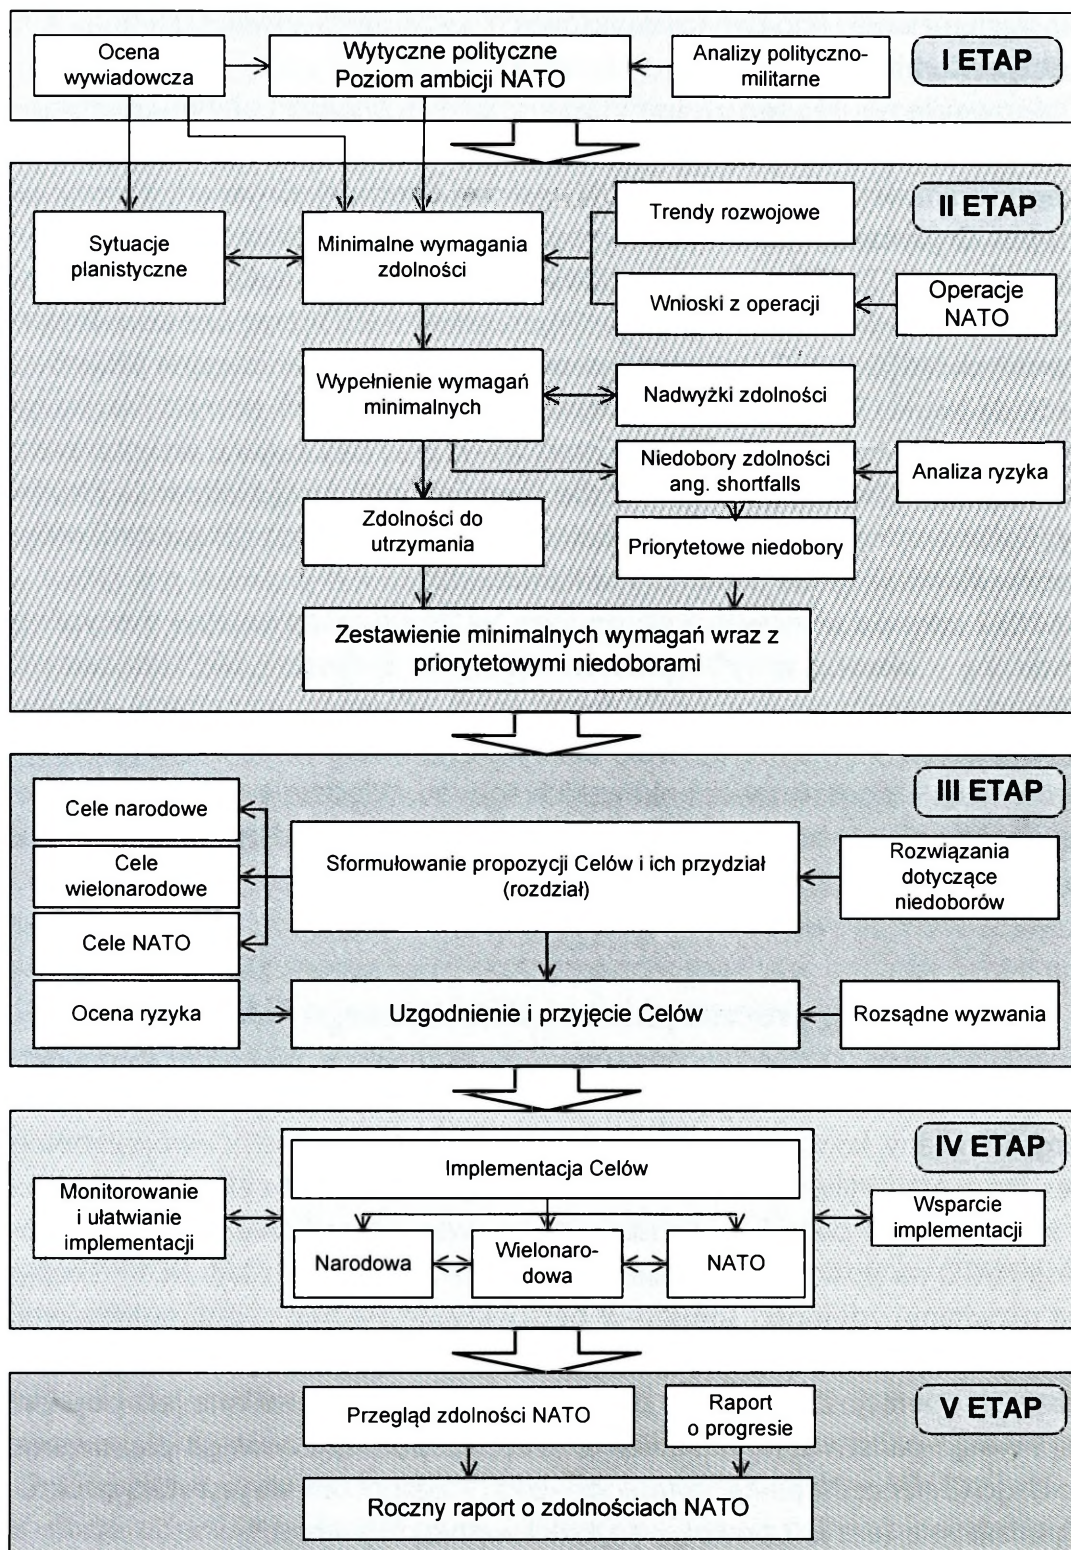 Ocena
wywiadowcza
Wytyczne polityczne
Poziom ambicji NATO
Analizy polityczno-
militarne
I ETAP
II ETAP
Sytuacje
planistyczne
Minimalne wymagania
zdolności
Trendy rozwojowe
Wnioski z operacji
Operacje
NATO
Wypełnienie wymagań
minimalnych
Nadwyżki zdolności
Niedobory zdolności
ang. shortfalls
Analiza ryzyka
Zdolności do
utrzymania
Priorytetowe niedobory
Zestawienie minimalnych wymagań wraz z
priorytetowymi niedoborami
III ETAP
Cele narodowe
Cele
wielonarodowe
Cele NATO
Sformułowanie propozycji Celów i ich przydział
(rozdział)
Rozwiązania
dotyczące
niedoborów
Ocena ryzyka
Uzgodnienie i przyjęcie Celów
Rozsądne wyzwania
IV ETAP
Implementacja Celów
Monitorowanie
i ułatwianie
implementacji
Narodowa
Wielonaro-
dowa
NATO
Wsparcie
implementacji
V ETAP
Przegląd zdolności NATO
Raport
o progresie
Roczny raport o zdolnościach NATO